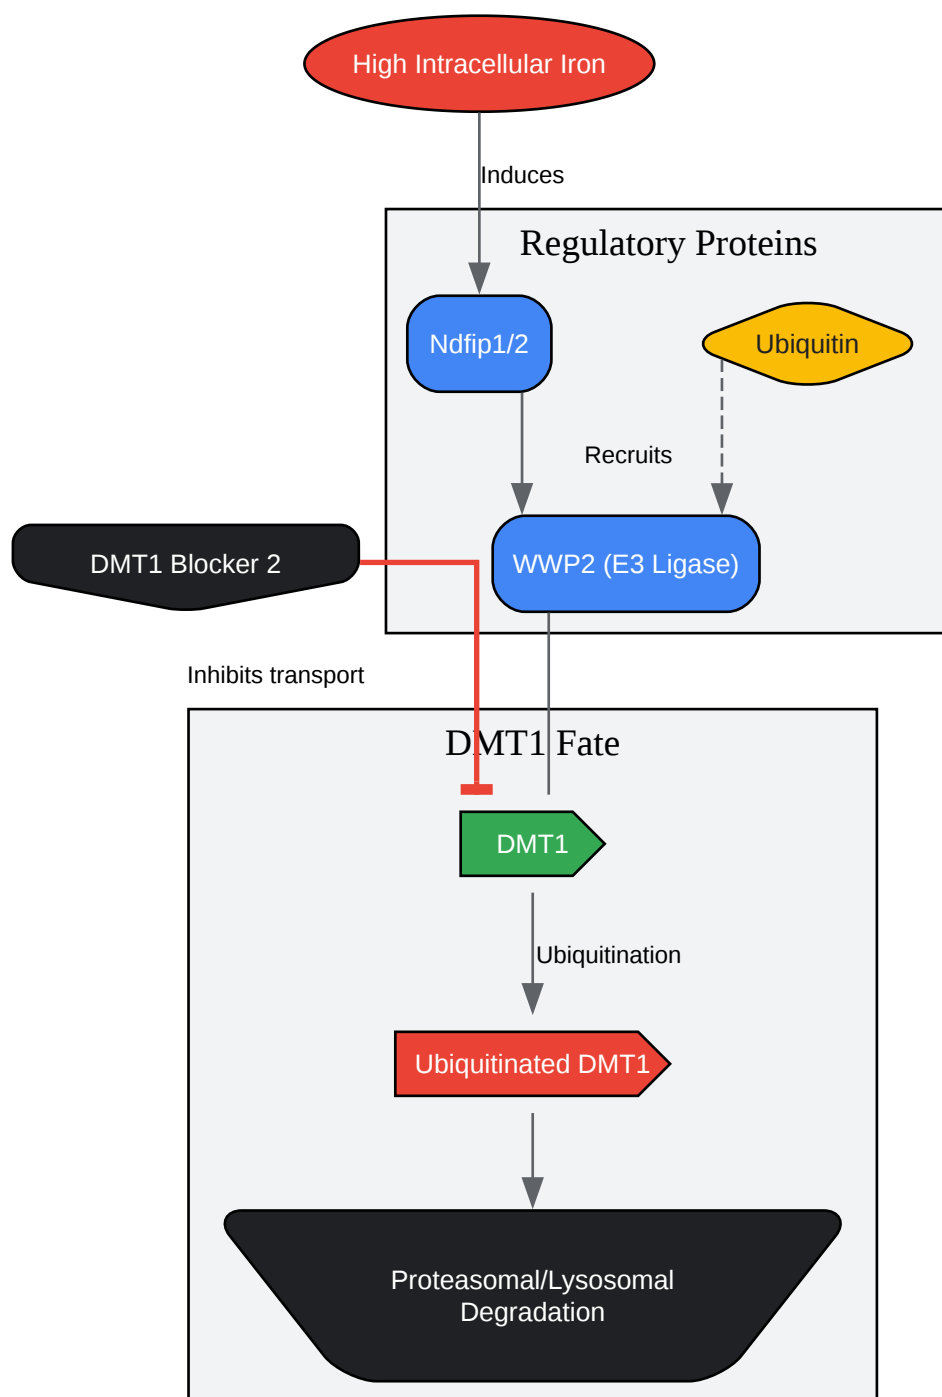 High Intracellular Iron
Induces
Regulatory Proteins
Ndfip1/2
Ubiquitin
Recruits
DMT1 Blocker 2
WWP2 (E3 Ligase)
Inhibits transport
DMT1 Fate
DMT1
Ubiquitination
Ubiquitinated DMT1
Proteasomal/Lysosomal
Degradation